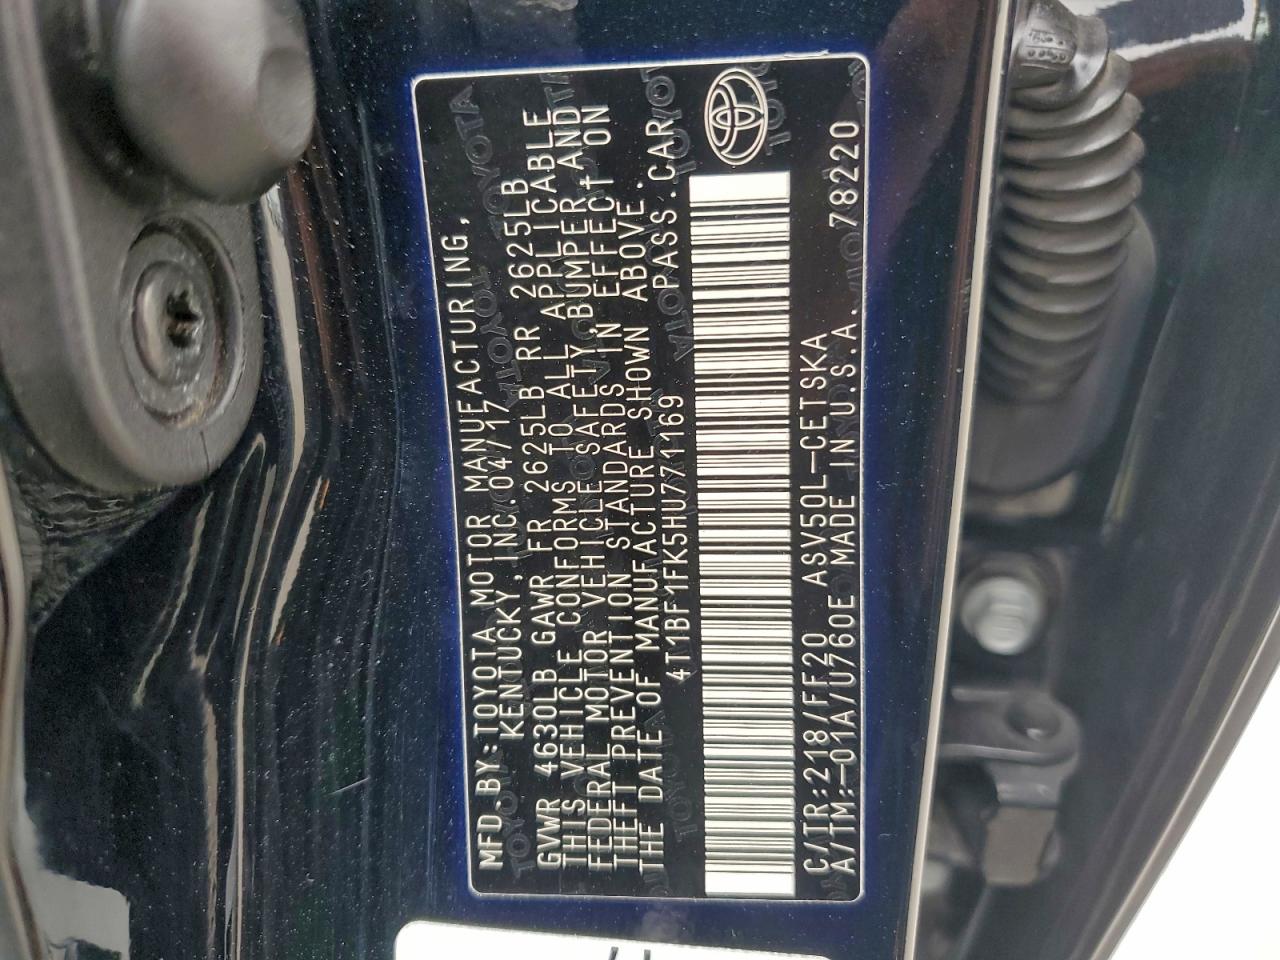 MFD.BY:TOYOTA MOTOR MANUFACTURING,
KENTUCKY, INC.04/17
GVWR 4630LB GAWR FR 2625LB RR 2625LB
THIS VEHICLE CONFORMS TO ALL APPLICABLE
FEDERAL MOTOR VEHICLE SAFETY, BUMPER AND
THEFT PREVENTION STANDARDS IN EFFECT ON
THE DATE OF MANUFACTURE SHOWN ABOVE.
4T1BF1FK5HU771169 PASS.CAR
C/TR:218/FF20 ASV50L-CETSKA
A/TM:-01A/U760E MADE IN U.S.A. 78220